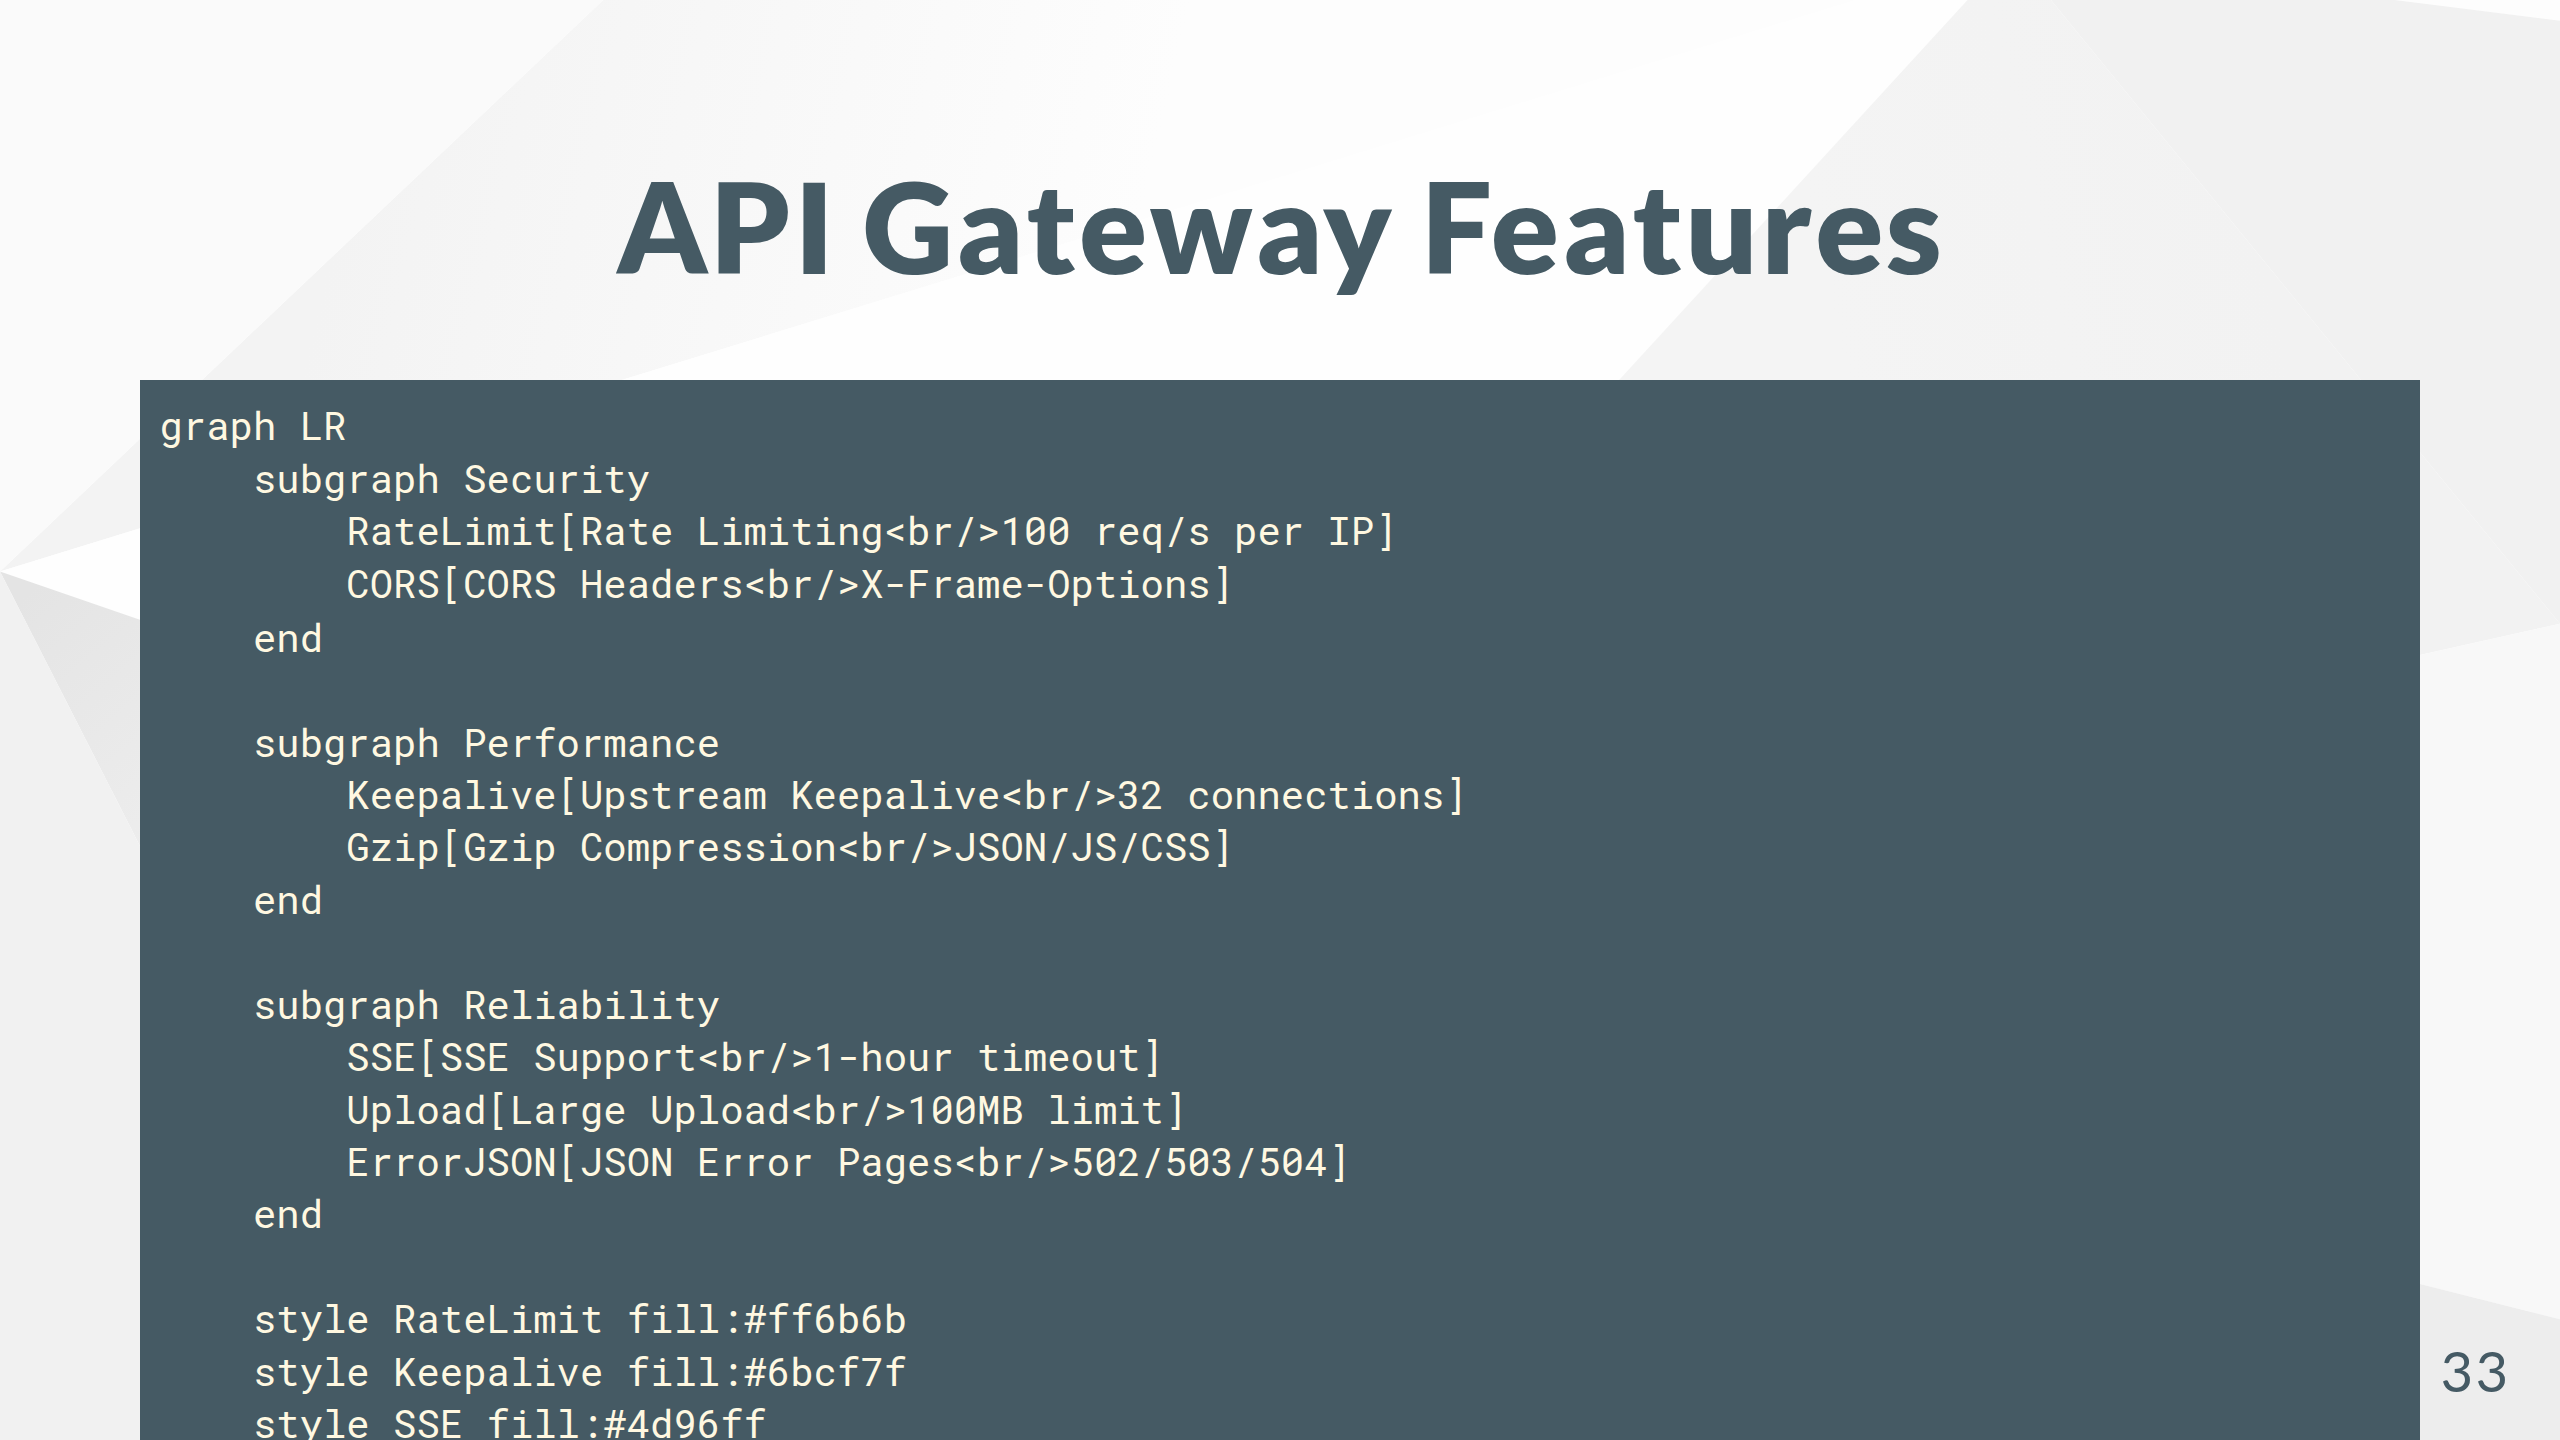 API Gateway Features
graph LR
    subgraph Security
        RateLimit[Rate Limiting<br/>100 req/s per IP]
        CORS[CORS Headers<br/>X-Frame-Options]
    end

    subgraph Performance
        Keepalive[Upstream Keepalive<br/>32 connections]
        Gzip[Gzip Compression<br/>JSON/JS/CSS]
    end

    subgraph Reliability
        SSE[SSE Support<br/>1-hour timeout]
        Upload[Large Upload<br/>100MB limit]
        ErrorJSON[JSON Error Pages<br/>502/503/504]
    end

    style RateLimit fill:#ff6b6b
    style Keepalive fill:#6bcf7f
    style SSE fill:#4d96ff
33